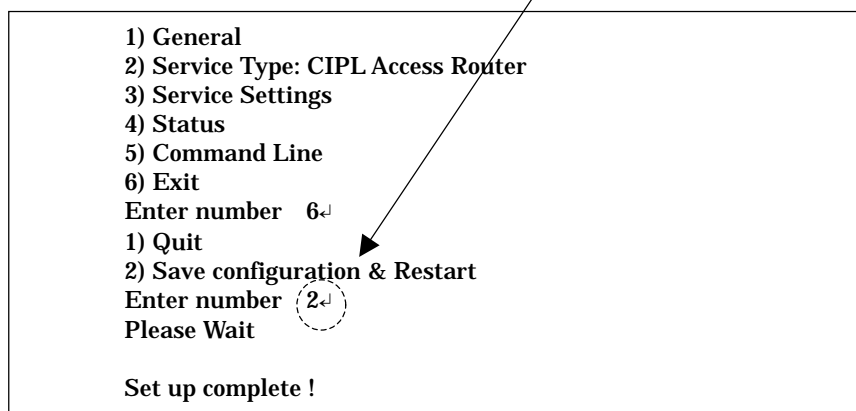 1) General
2) Service Type: CIPL Access Router
3) Service Settings
4) Status
5) Command Line
6) Exit
Enter number 6↵
1) Quit
2) Save configuration & Restart
Enter number 2↵
Please Wait
Set up complete !